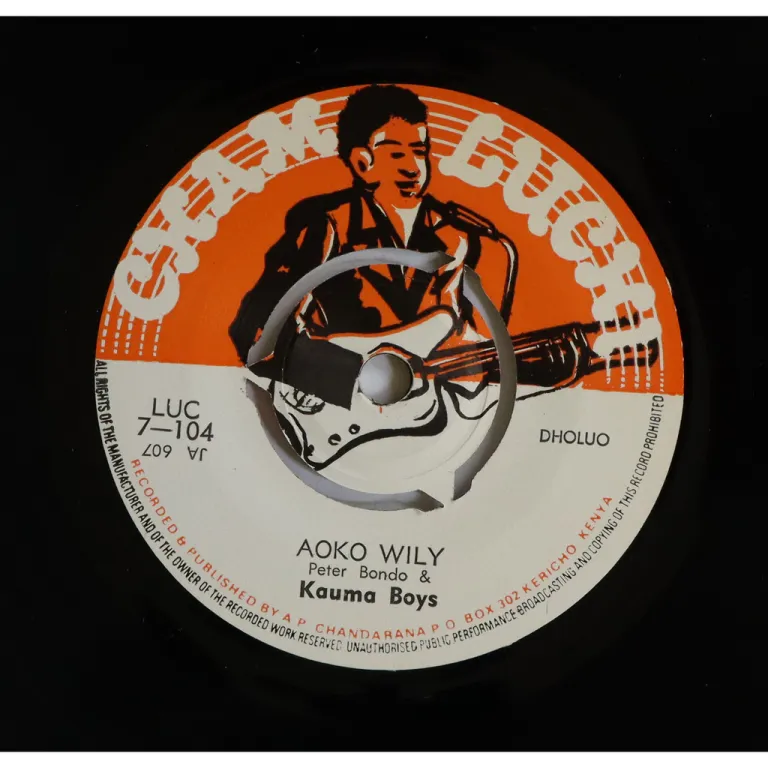 CHAM LUCHI
LUC
7—104
JA 607
DHOLUO
AOKO WILY
Peter Bondo &
Kauma Boys
RECORDED & PUBLISHED BY A P. CHANDARANA P.O. BOX 302 KERICHO KENYA
ALL RIGHTS OF THE MANUFACTURER AND OF THE OWNER OF THE RECORDED WORK RESERVED. UNAUTHORISED PUBLIC PERFORMANCE BROADCASTING AND COPYING OF THIS RECORD PROHIBITED